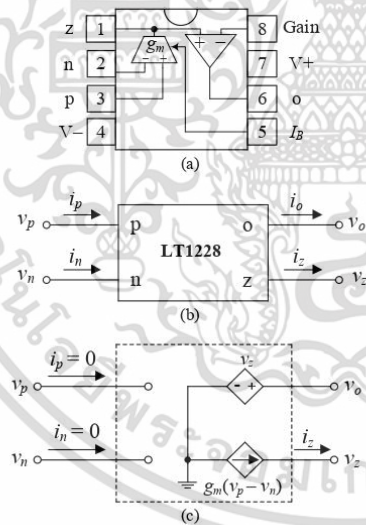 z 1 8 Gain
g_m + −
n 2 7 V+
p 3 6 o
− −
V− 4 5 I_B
(a)
i_p i_o
v_p p o v_o
LT1228
i_n i_z
v_n n z v_z
(b)
i_p = 0 v_z
v_p - + v_o
i_n = 0 i_z
v_n v_z
g_m(v_p − v_n)
(c)